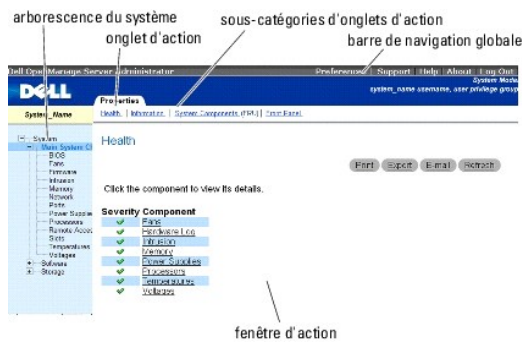 arborescence du système
sous-catégories d'onglets d'action
onglet d'action
barre de navigation globale
Dell OpenManage Server Administrator
Preferences | Support | Help | About | Log Out
System Mode
DELL
system_name username, user privilege group
Properties
System_Name
Health | Information | System Components (FRU) | Front Panel
System
Health
Main System Ch
BIOS
Fans
Firmware
Intrusion
Memory
Network
Ports
Power Supplie
Processors
Remote Acces
Slots
Temperatures
Voltages
Software
Storage
Print Export E-mail Refresh
Click the component to view its details.
Severity Component
Fans
Hardware Log
Intrusion
Memory
Power Supplies
Processors
Temperatures
Voltages
fenêtre d'action